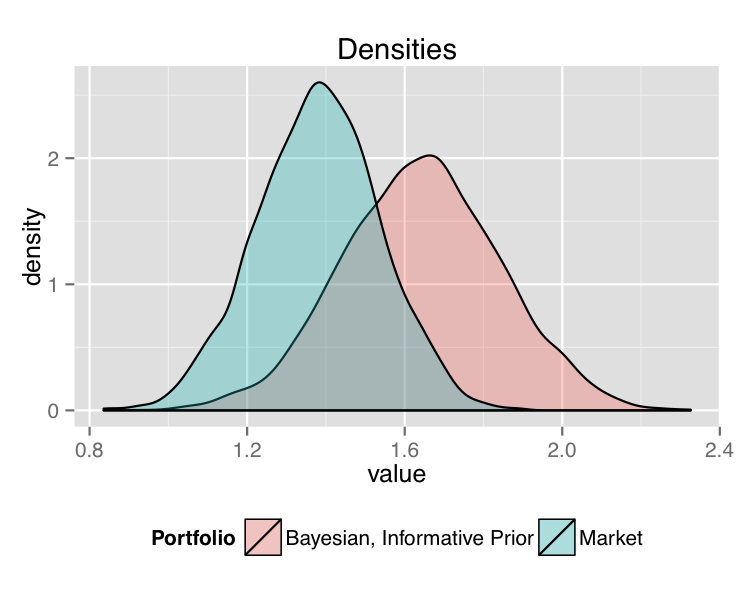 Densities
density
2
1
0
0.8 1.2 1.6 2.0 2.4
value
Portfolio Bayesian, Informative Prior Market